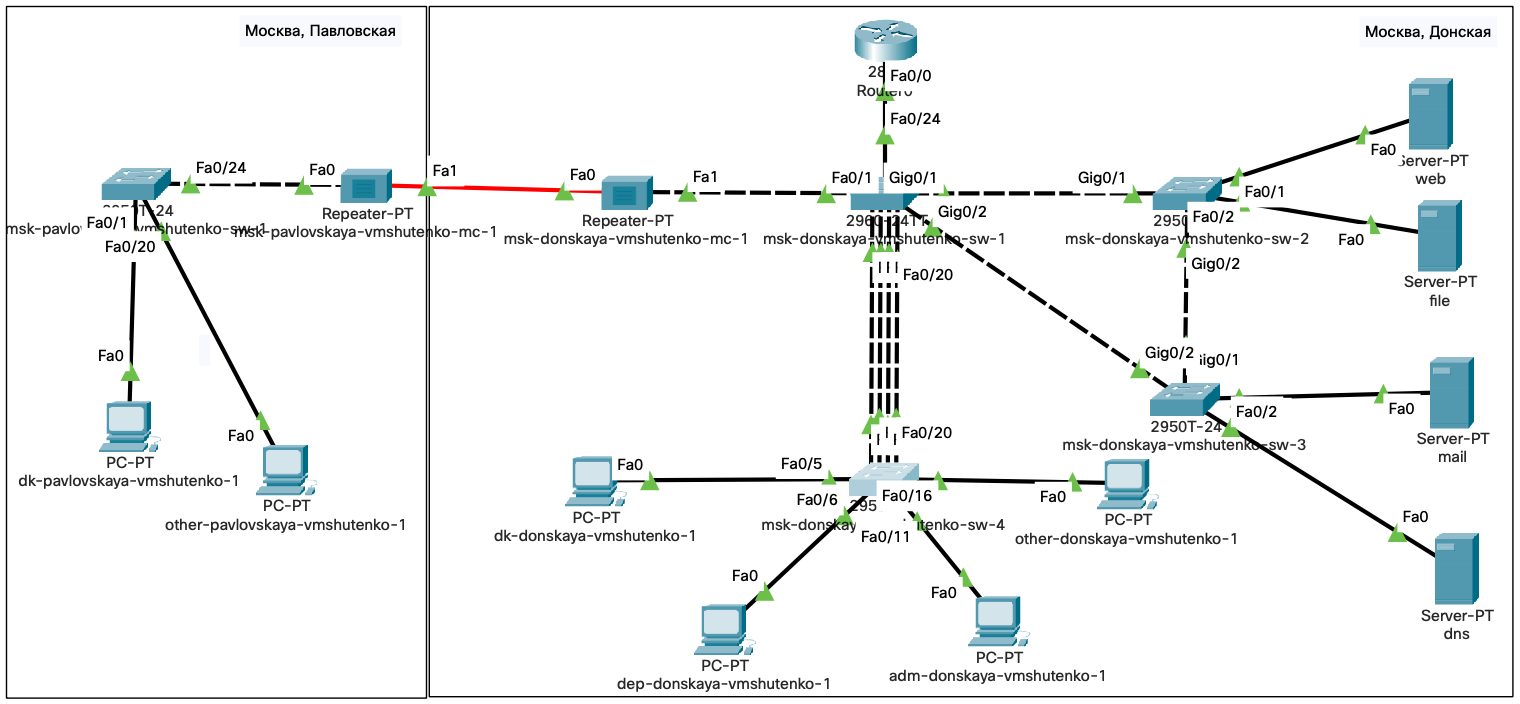 Москва, Павловская
Fa0/24
Fa0
Fa1
Repeater-PT
msk-pavlovskaya-vmshutenko-mc-1
Fa0/1
Fa0/20
Fa0
PC-PT
dk-pavlovskaya-vmshutenko-1
Fa0
PC-PT
other-pavlovskaya-vmshutenko-1
Москва, Донская
Fa0/0
Fa0/24
Fa0
Fa1
Repeater-PT
msk-donskaya-vmshutenko-mc-1
Fa0/1
Gig0/1
Gig0/2
msk-donskaya-vmshutenko-sw-1
Fa0/20
Gig0/1
Fa0/1
Fa0/2
2950
msk-donskaya-vmshutenko-sw-2
Gig0/2
Fa0
Server-PT
web
Fa0
Server-PT
file
Gig0/2
Gig0/1
Fa0/2
2950T-24
msk-donskaya-vmshutenko-sw-3
Fa0
Server-PT
mail
Fa0
Server-PT
dns
Fa0/20
Fa0/5
Fa0/6
Fa0/16
Fa0/11
Fa0
PC-PT
dk-donskaya-vmshutenko-1
Fa0
PC-PT
other-donskaya-vmshutenko-1
Fa0
PC-PT
dep-donskaya-vmshutenko-1
Fa0
PC-PT
adm-donskaya-vmshutenko-1